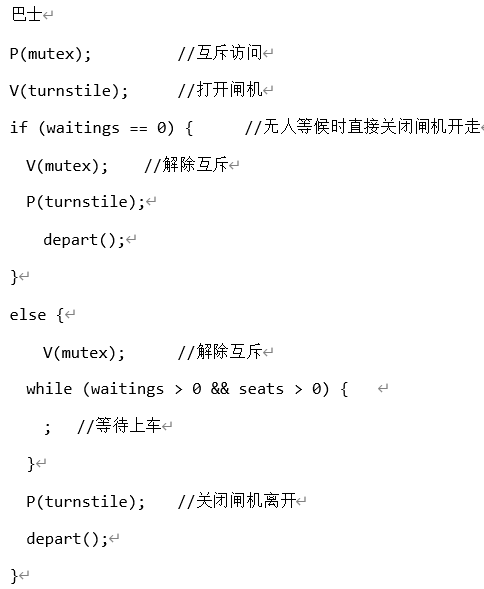 巴士↵
P(mutex);          //互斥访问↵
V(turnstile);      //打开闸机↵
if (waitings == 0) {      //无人等候时直接关闭闸机开走↵
  V(mutex);    //解除互斥↵
  P(turnstile);↵
    depart();↵
}↵
else {↵
    V(mutex);      //解除互斥↵
  while (waitings > 0 && seats > 0) {    ↵
    ;   //等待上车↵
  }↵
  P(turnstile);    //关闭闸机离开↵
  depart();↵
}↵